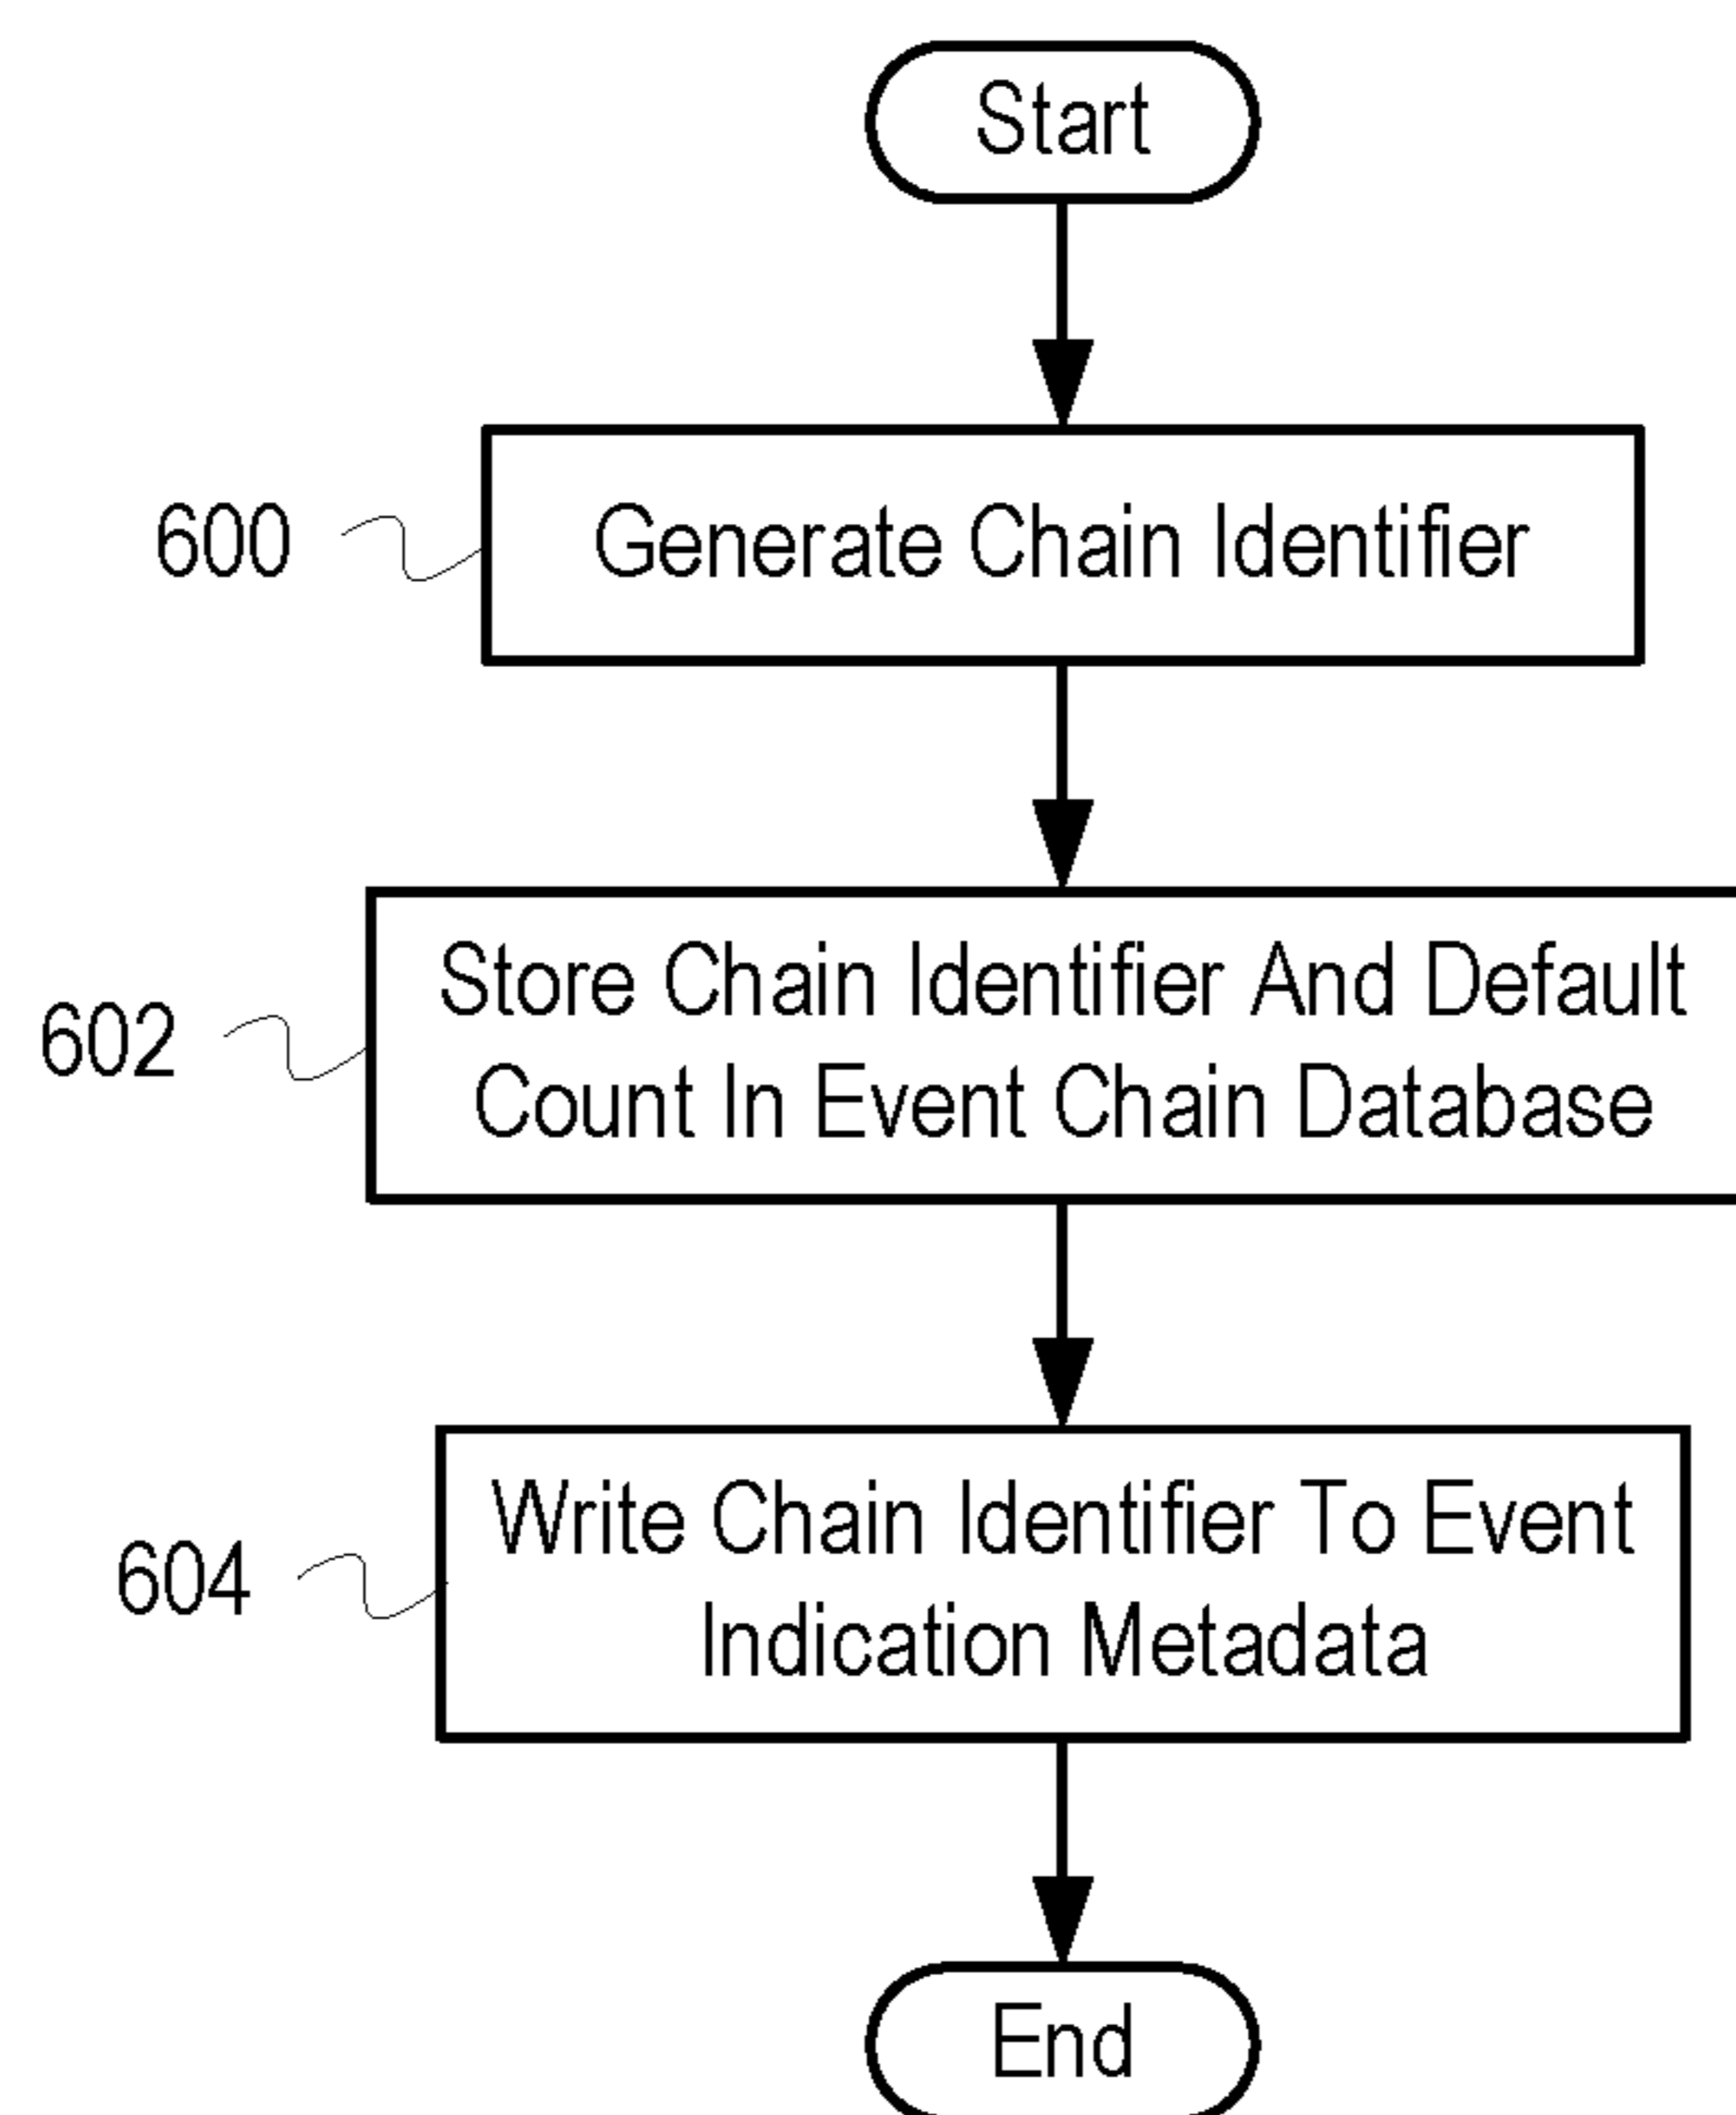 Start
600
Generate Chain Identifier
602
Store Chain Identifier And Default
Count In Event Chain Database
604
Write Chain Identifier To Event
Indication Metadata
End